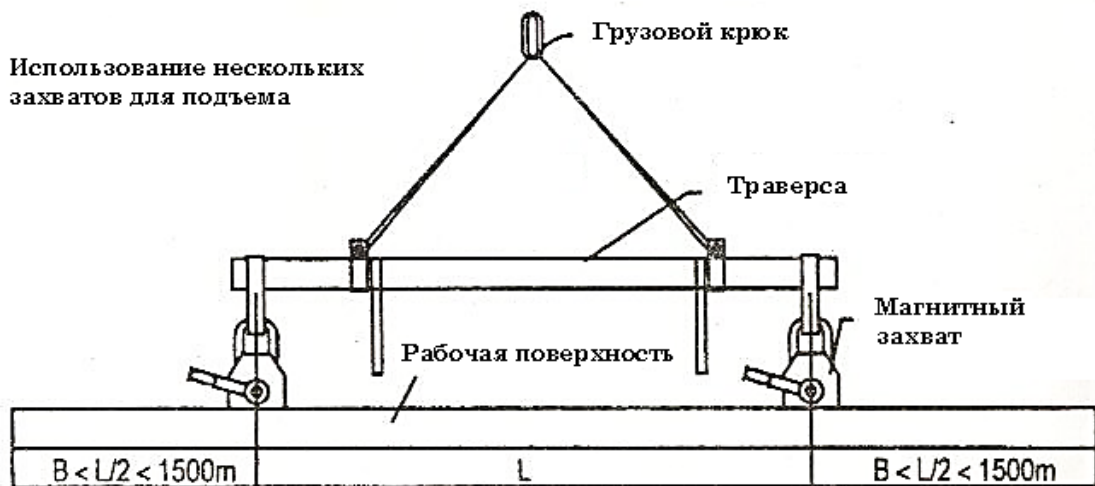 Грузовой крюк
Использование нескольких
захватов для подъема
Траверса
Магнитный
захват
Рабочая поверхность
B < L/2 < 1500m
L
B < L/2 < 1500m